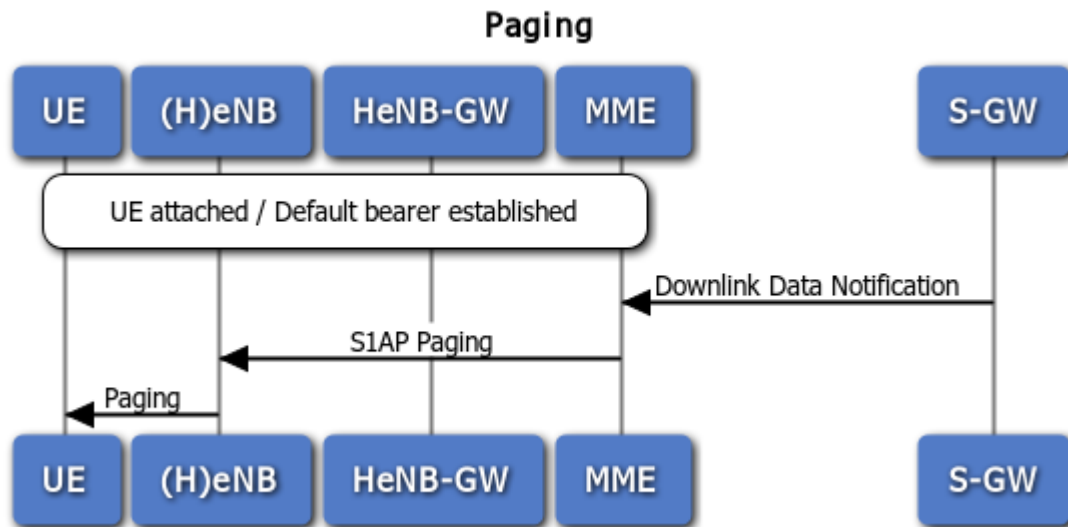 Paging
UE (H)eNB HeNB-GW MME S-GW
UE attached / Default bearer established
Downlink Data Notification
S1AP Paging
Paging
UE (H)eNB HeNB-GW MME S-GW